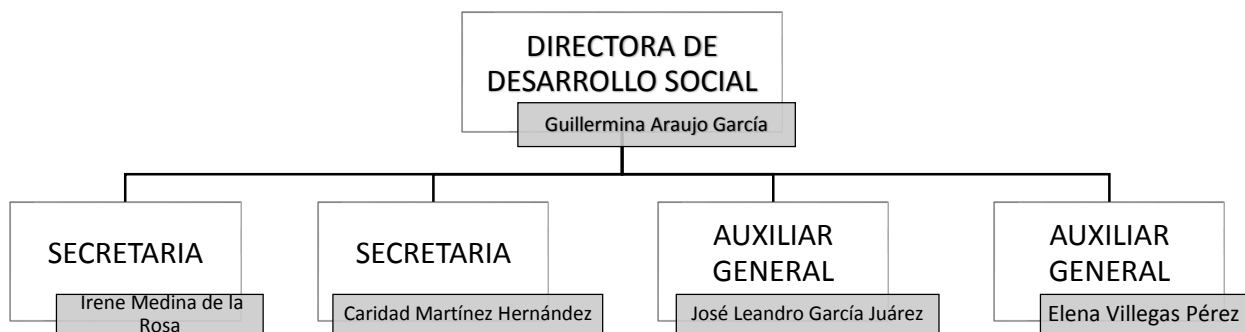 DIRECTORA DE
DESARROLLO SOCIAL
Guillermina Araujo García
SECRETARIA
Irene Medina de la
Rosa
SECRETARIA
Caridad Martínez Hernández
AUXILIAR
GENERAL
José Leandro García Juárez
AUXILIAR
GENERAL
Elena Villegas Pérez